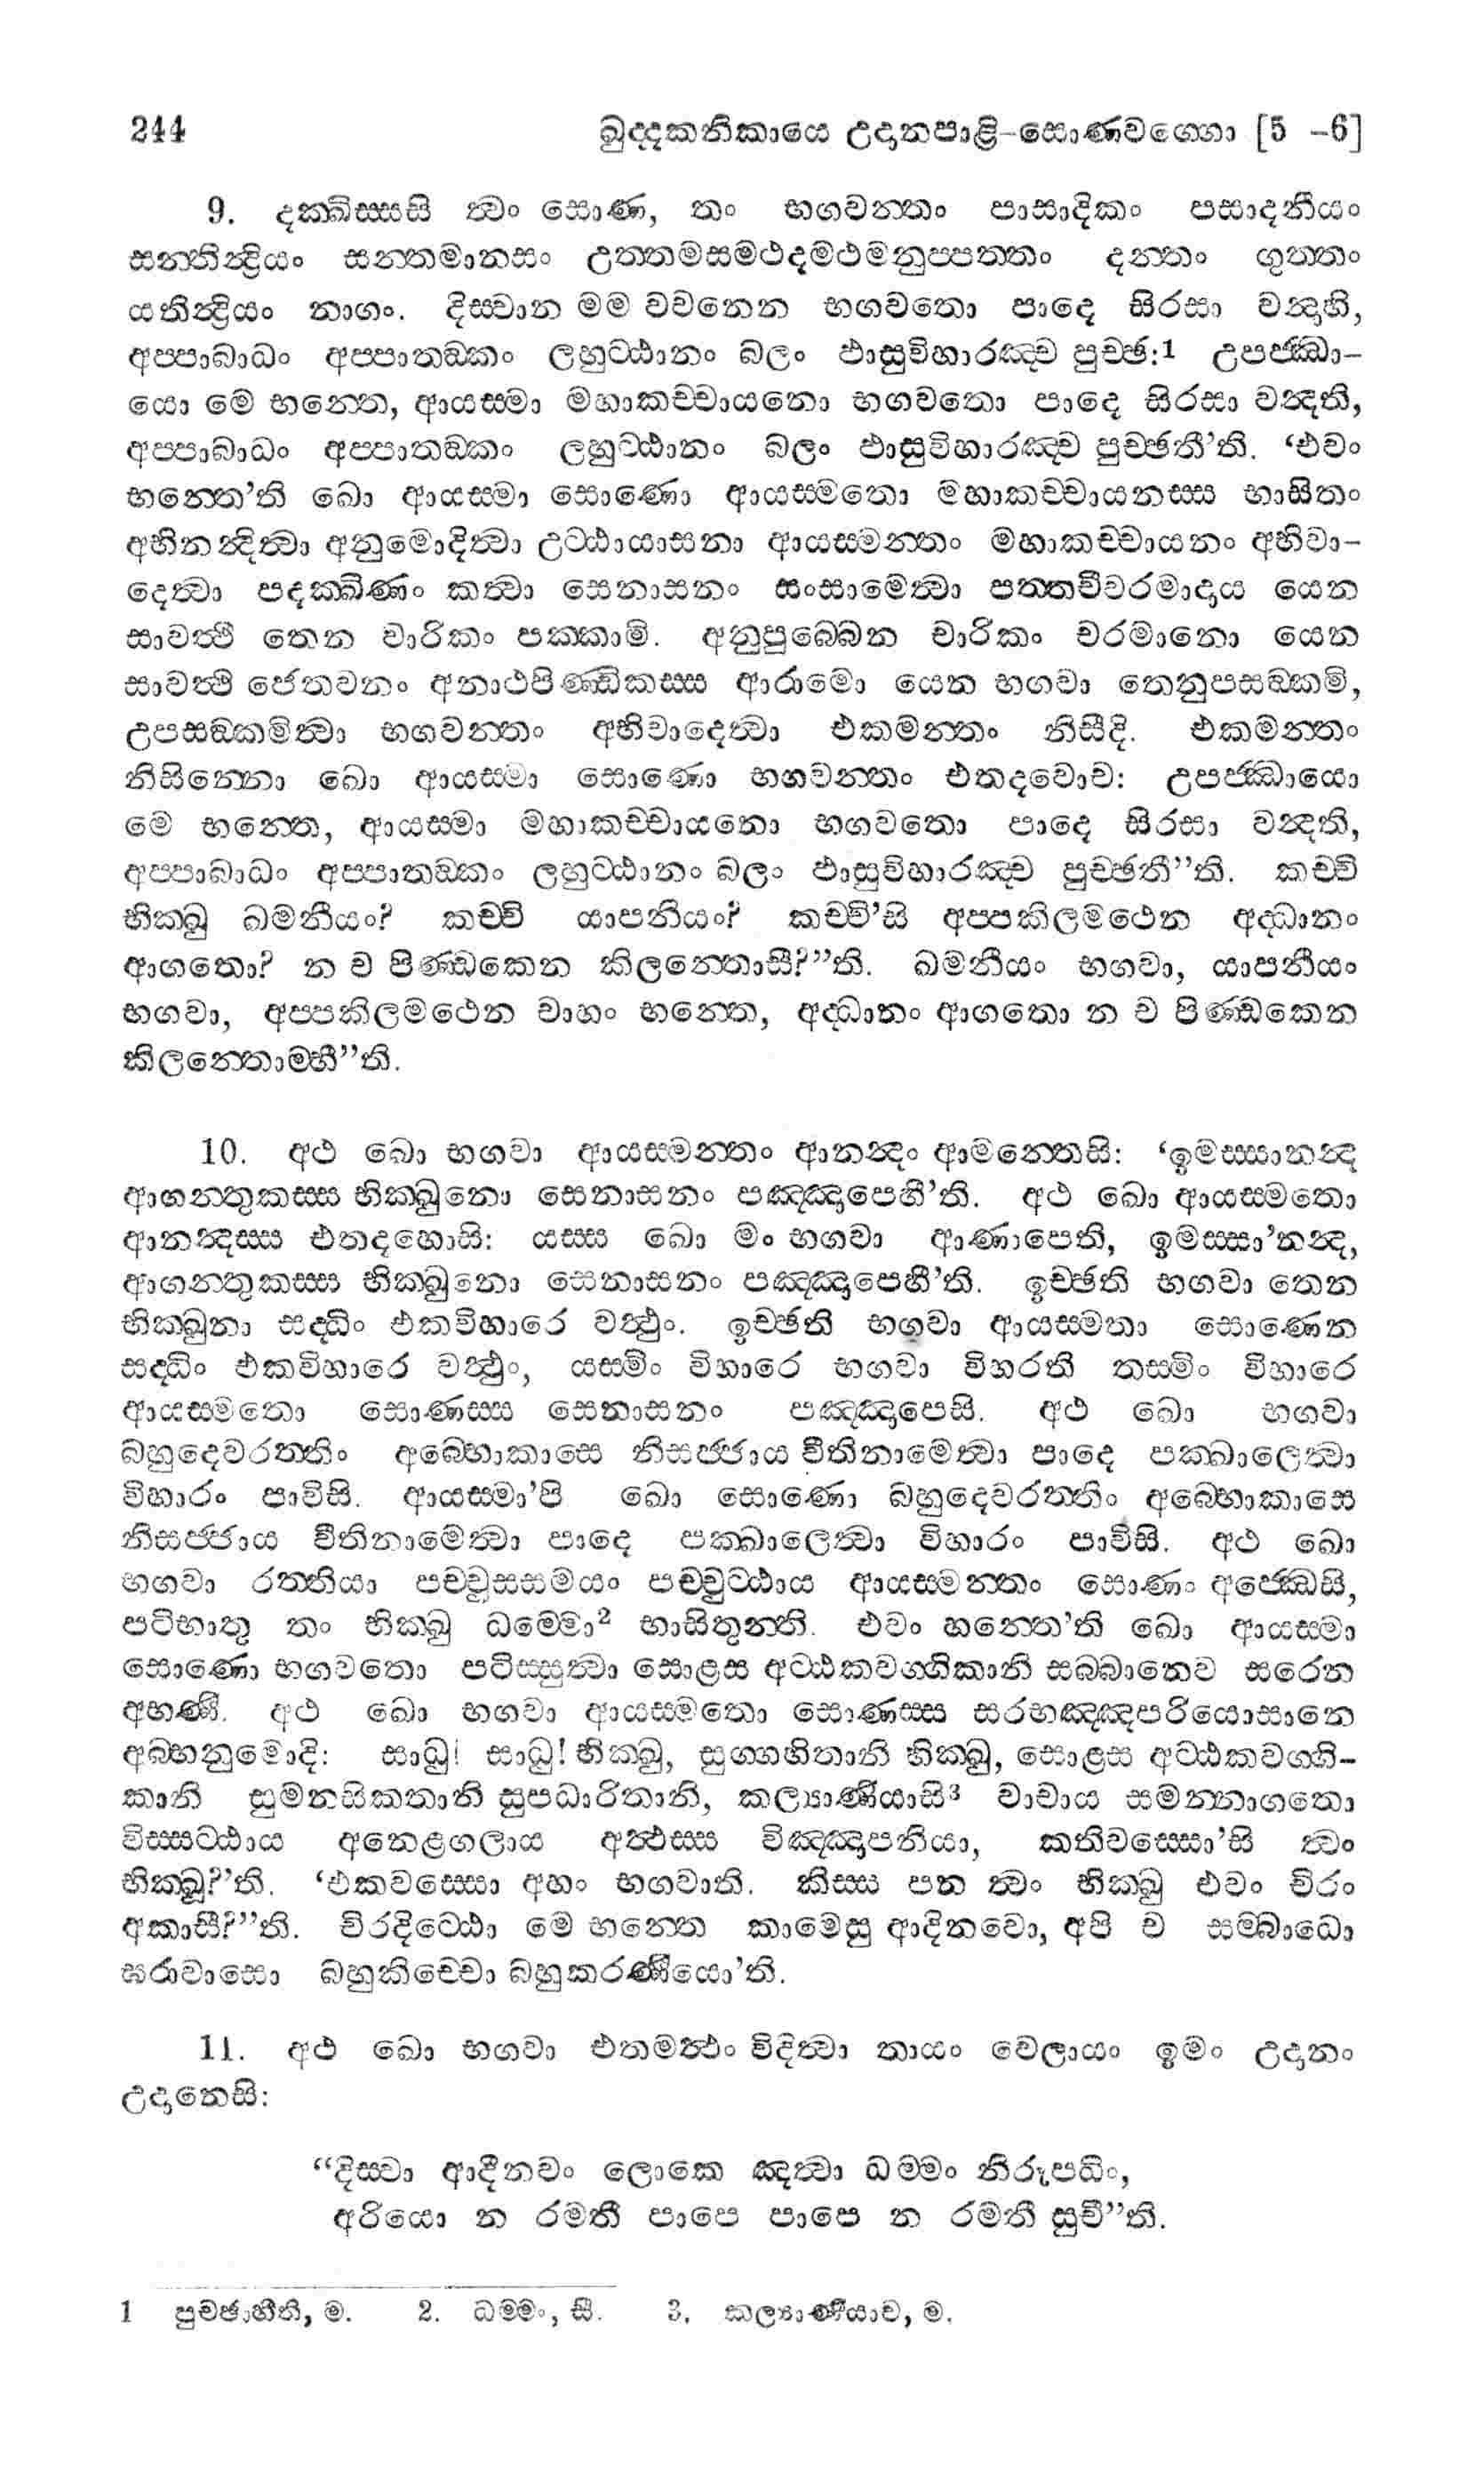 244 ඛුද්දකනිකායෙ උදානපාළි–සොණවග්ගො [5 –6]
9. දක්ඛිස්සසි ත්වං සොණ, තං භගවන්තං පාසාදිකං පසාදනීයං
සන්තින්ද්‍රියං සන්තමානසං උත්තමසමථදමථමනුප්පත්තං දන්තං ගුත්තං
යතින්ද්‍රියං නාගං. දිස්වාන මම වචනෙන භගවතො පාදෙ සිරසා වන්දාහි,
අප්පාබාධං අප්පාතඞ්කං ලහුට්ඨානං බලං ඵාසුවිහාරඤ්ච පුච්ඡ:1 උපජ්ඣා–
යො මෙ භන්තෙ, ආයස්මා මහාකච්චායනො භගවතො පාදෙ සිරසා වන්දති,
අප්පාබාධං අප්පාතඞ්කං ලහුට්ඨානං බලං ඵාසුවිහාරඤ්ච පුච්ඡතී’ති. ‘එවං
භන්තෙ’ති ඛො ආයස්මා සොණො ආයස්මතො මහාකච්චායනස්ස භාසිතං
අභිනන්දිත්වා අනුමොදිත්වා උට්ඨායාසනා ආයස්මන්තං මහාකච්චායනං අභිවා–
දෙත්වා පදක්ඛිණං කත්වා සෙනාසනං සංසාමෙත්වා පත්තචීවරමාදාය යෙන
සාවත්ථි තෙන චාරිකං පක්කාමි. අනුපුබ්බෙන චාරිකං චරමානො යෙන
සාවත්ථි ජේතවනං අනාථපිණ්ඩිකස්ස ආරාමො යෙන භගවා තෙනුපසඞ්කමි,
උපසඞ්කමිත්වා භගවන්තං අභිවාදෙත්වා එකමන්තං නිසීදි. එකමන්තං
නිසින්නො ඛො ආයස්මා සොණො භගවන්තං එතදවොච: උපජ්ඣායො
මෙ භන්තෙ, ආයස්මා මහාකච්චායනො භගවතො පාදෙ සිරසා වන්දති,
අප්පාබාධං අප්පාතඞ්කං ලහුට්ඨානං බලං ඵාසුවිහාරඤ්ච පුච්ඡතී”ති. කච්චි
භික්ඛු ඛමනීයං? කච්චි යාපනීයං? කච්චි’සි අප්පකිලමථෙන අද්ධානං
ආගතො? න ච පිණ්ඩකෙන කිලන්තොසී?”ති. ඛමනීයං භගවා, යාපනීයං
භගවා, අප්පකිලමථෙන චාහං භන්තෙ, අද්ධානං ආගතො න ච පිණ්ඩකෙන
කිලන්තොම්හී”ති.
10. අථ ඛො භගවා ආයස්මන්තං ආනන්දං ආමන්තෙසි: ‘ඉමස්සානන්ද
ආගන්තුකස්ස භික්ඛුනො සෙනාසනං පඤ්ඤාපෙහී’ති. අථ ඛො ආයස්මතො
ආනන්දස්ස එතදහොසි: යස්ස ඛො මං භගවා ආණාපෙති, ඉමස්සා’නන්ද,
ආගන්තුකස්ස භික්ඛුනො සෙනාසනං පඤ්ඤාපෙහී’ති. ඉච්ඡති භගවා තෙන
භික්ඛුනා සද්ධිං එකවිහාරෙ වත්ථුං. ඉච්ඡති භගවා ආයස්මතා සොණෙන
සද්ධිං එකවිහාරෙ වත්ථුං, යස්මිං විහාරෙ භගවා විහරති තස්මිං විහාරෙ
ආයස්මතො සොණස්ස සෙනාසනං පඤ්ඤාපෙසි. අථ ඛො භගවා
බහුදෙවරත්තිං අබ්භොකාසෙ නිසජ්ජාය වීතිනාමෙත්වා පාදෙ පක්ඛාලෙත්වා
විහාරං පාවිසි. ආයස්මා’පි ඛො සොණො බහුදෙවරත්තිං අබ්භොකාසෙ
නිසජ්ජාය වීතිනාමෙත්වා පාදෙ පක්ඛාලෙත්වා විහාරං පාවිසි. අථ ඛො
භගවා රත්තියා පච්චූසසමයං පච්චුට්ඨාය ආයස්මන්තං සොණං අජ්ඣෙසි,
පටිභාතු තං භික්ඛු ධම්මො2 භාසිතුන්ති. එවං භන්තෙ’ති ඛො ආයස්මා
සොණො භගවතො පටිස්සුත්වා සොළස අට්ඨකවග්ගිකානි සබ්බානෙව සරෙන
අභණි. අථ ඛො භගවා ආයස්මතො සොණස්ස සරභඤ්ඤපරියොසානෙ
අබ්භනුමොදි: සාධු! සාධු! භික්ඛු, සුග්ගහිතානි භික්ඛු, සොළස අට්ඨකවග්ගි–
කානි සුමනසිකතානි සුපධාරිතානි, කල්‍යාණියාසි3 වාචාය සමන්නාගතො
විස්සට්ඨාය අනෙළගලාය අත්ථස්ස විඤ්ඤාපනියා, කතිවස්සො’සි ත්වං
භික්ඛූ?’ති. ‘එකවස්සො අහං භගවාති. කිස්ස පන ත්වං භික්ඛු එවං චිරං
අකාසී?”ති. චිරදිට්ඨො මෙ භන්තෙ කාමෙසු ආදිනවො, අපි ච සම්බාධො
ඝරාවාසො බහුකිච්චො බහුකරණීයො’ති.
11. අථ ඛො භගවා එතමත්ථං විදිත්වා තායං වෙලායං ඉමං උදානං
උදානෙසි:
“දිස්වා ආදීනවං ලොකෙ ඤත්වා ධම්මං නිරූපධිං,
අරියො න රමතී පාපෙ පාපෙ න රමතී සුචී”ති.
1 පුච්ඡාහීති, ම. 2. ධම්මං, සී. 3. කල්‍යාණියාච, ම.